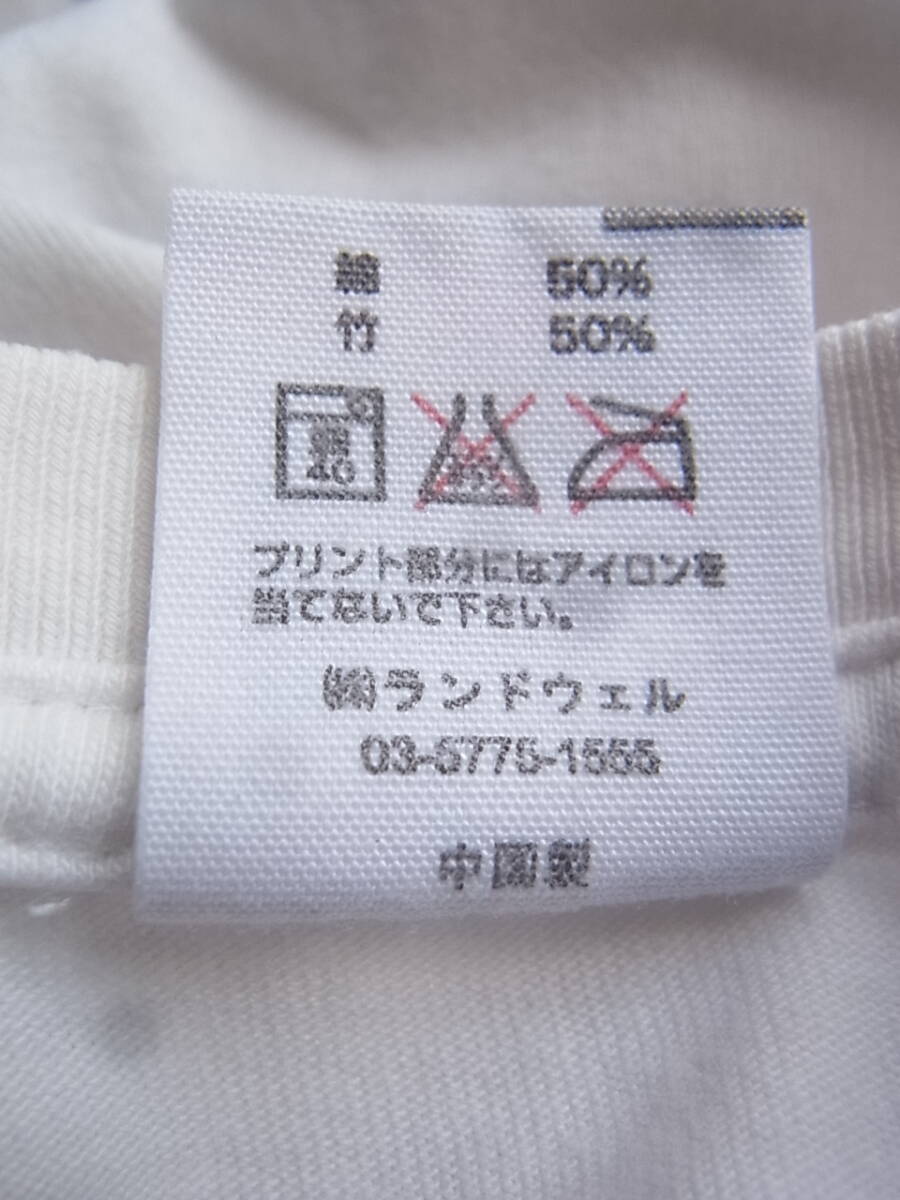 綿 50%
竹 50%
弱
40
プリント部分にはアイロンを
当てないで下さい。
㈱ランドウェル
03-5775-1555
中国製